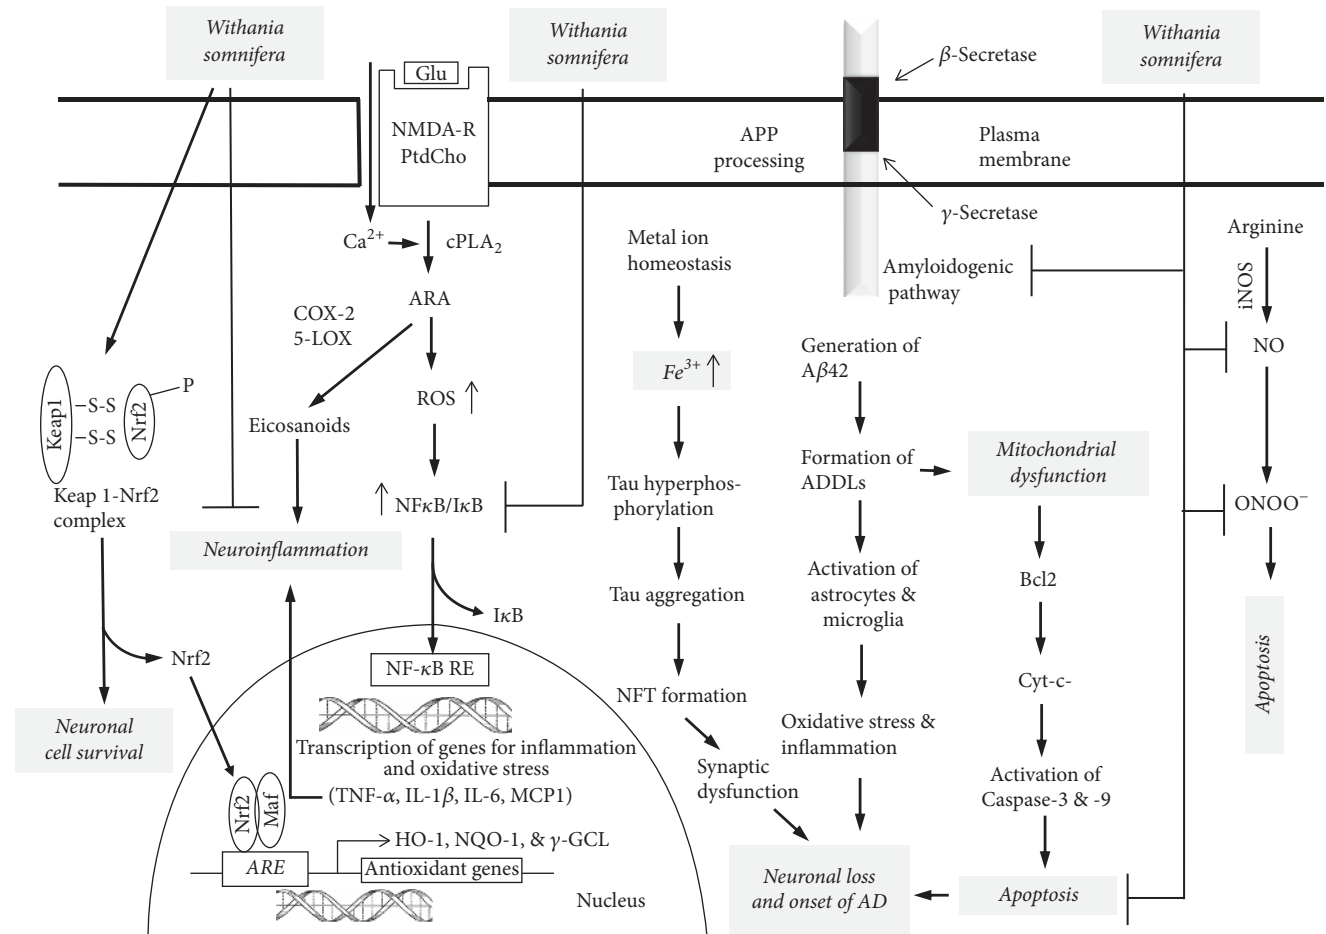 Withania
somnifera
Withania
somnifera
Withania
somnifera
Glu
NMDA-R
PtdCho
β-Secretase
APP
processing
Plasma
membrane
γ-Secretase
Ca2+
cPLA2
ARA
COX-2
5-LOX
ROS
Eicosanoids
NFκB/IκB
Neuroinflammation
IκB
NF-κB RE
Keap1
–S-S
–S-S
Nrf2
P
Keap 1-Nrf2
complex
Nrf2
Neuronal
cell survival
Transcription of genes for inflammation
and oxidative stress
(TNF-α, IL-1β, IL-6, MCP1)
Nrf2
Maf
HO-1, NQO-1, & γ-GCL
ARE
Antioxidant genes
Nucleus
Metal ion
homeostasis
Fe3+
Tau hyperphos-
phorylation
Tau aggregation
NFT formation
Synaptic
dysfunction
Amyloidogenic
pathway
Generation of
Aβ42
Formation of
ADDLs
Activation of
astrocytes &
microglia
Oxidative stress &
inflammation
Neuronal loss
and onset of AD
Mitochondrial
dysfunction
Bcl2
Cyt-c-
Activation of
Caspase-3 & -9
Apoptosis
Arginine
iNOS
NO
ONOO−
Apoptosis